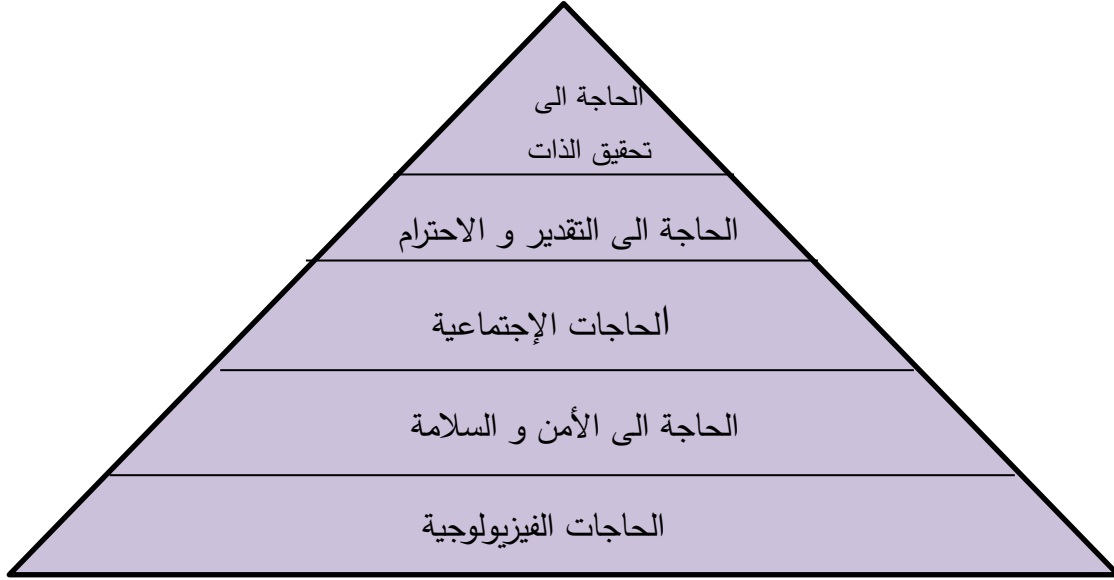 الحاجة الى
تحقيق الذات
الحاجة الى التقدير و الاحترام
الحاجات الإجتماعية
الحاجة الى الأمن و السلامة
الحاجات الفيزيولوجية